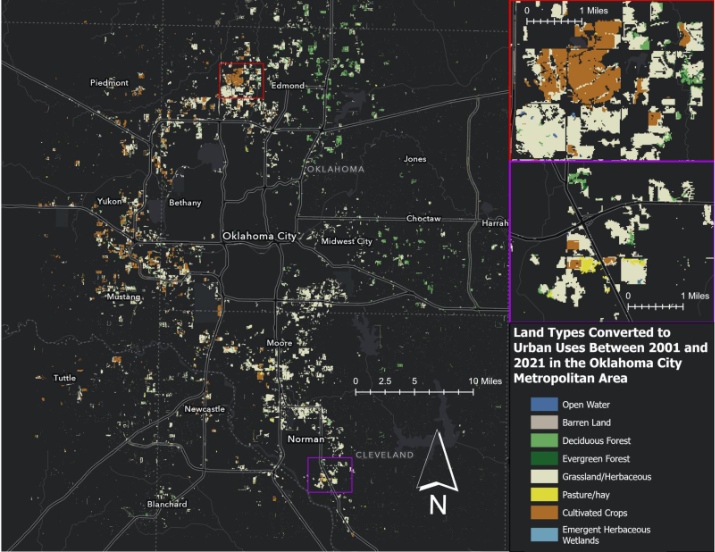 Piedmont
Edmond
OKLAHOMA
Jones
Yukon
Bethany
Choctaw
Harrah
Oklahoma City
Midwest City
Mustang
Moore
Tuttle
0 2.5 5 10 Miles
Newcastle
Norman
CLEVELAND
Blanchard
N
0 1 Miles
0 1 Miles
Land Types Converted to
Urban Uses Between 2001 and
2021 in the Oklahoma City
Metropolitan Area
Open Water
Barren Land
Deciduous Forest
Evergreen Forest
Grassland/Herbaceous
Pasture/hay
Cultivated Crops
Emergent Herbaceous
Wetlands